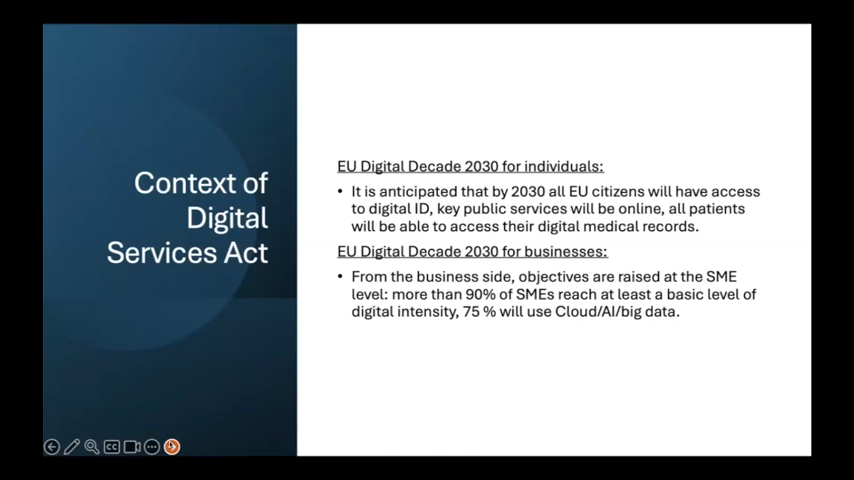 Context of
Digital
Services Act
EU Digital Decade 2030 for individuals:
• It is anticipated that by 2030 all EU citizens will have access
to digital ID, key public services will be online, all patients
will be able to access their digital medical records.
EU Digital Decade 2030 for businesses:
• From the business side, objectives are raised at the SME
level: more than 90% of SMEs reach at least a basic level of
digital intensity, 75 % will use Cloud/AI/big data.
CC